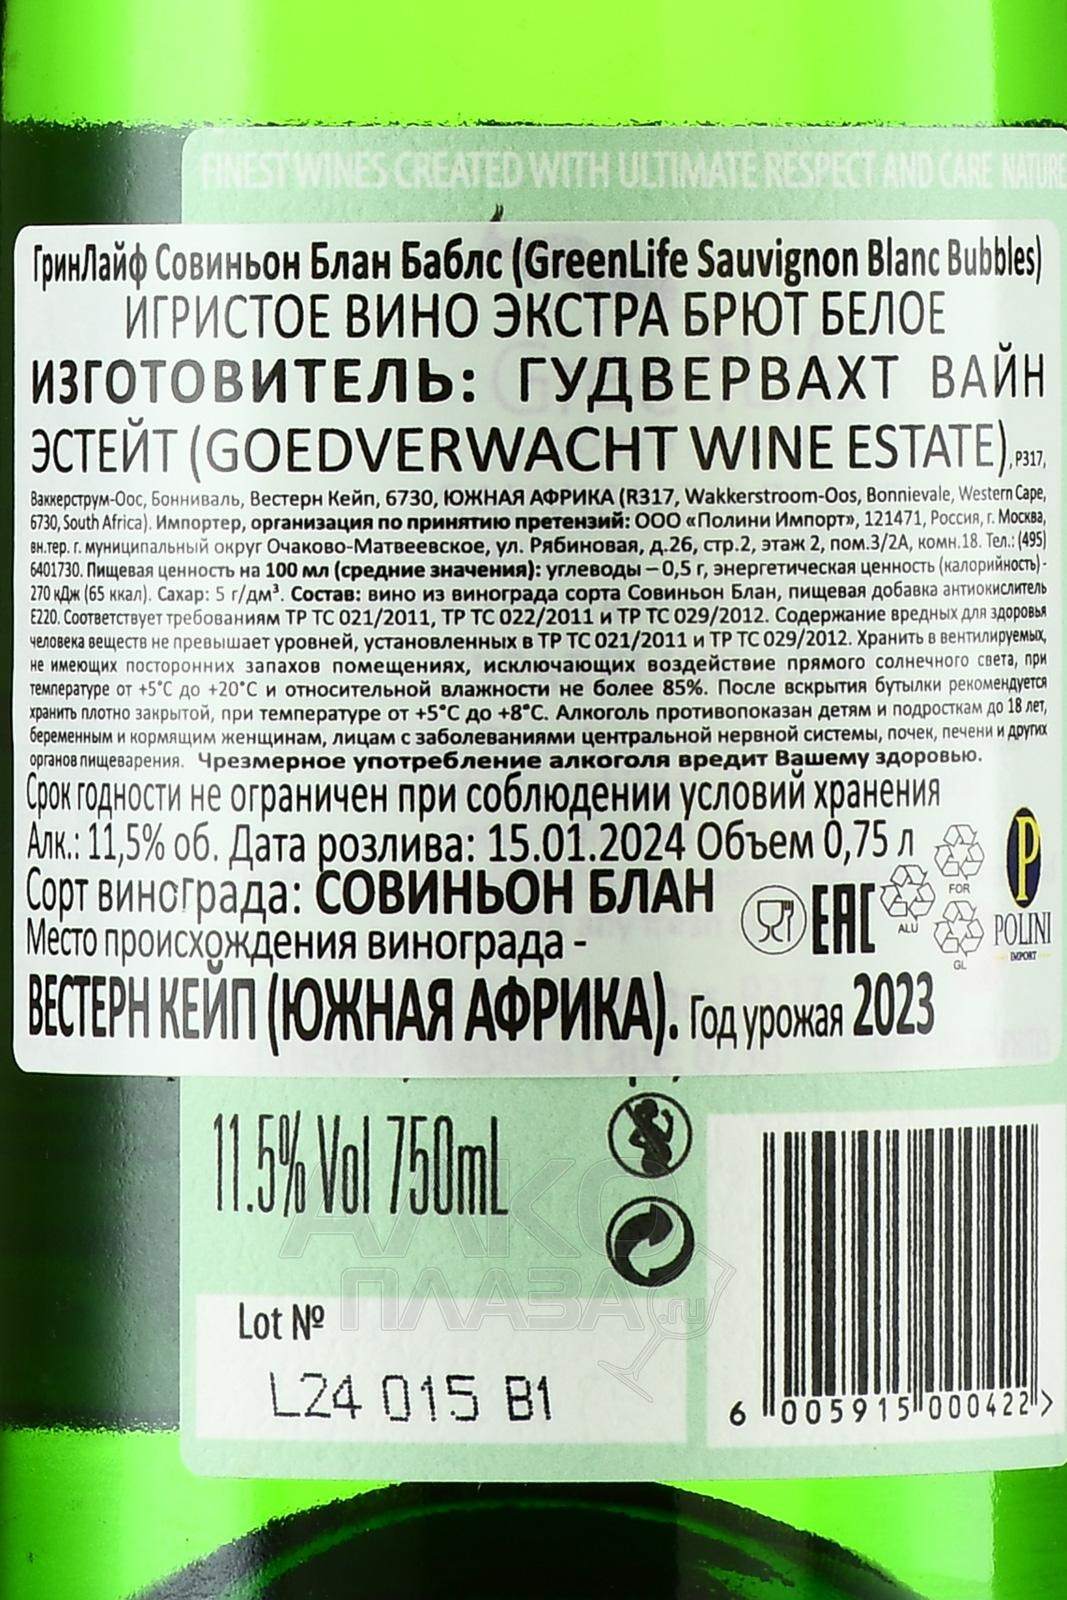 FINEST WINES CREATED WITH ULTIMATE RESPECT AND CARE NATURE
ГринЛайф Совиньон Блан Баблс (GreenLife Sauvignon Blanc Bubbles)
ИГРИСТОЕ ВИНО ЭКСТРА БРЮТ БЕЛОЕ
ИЗГОТОВИТЕЛЬ: ГУДВЕРВАХТ ВАЙН
ЭСТЕЙТ (GOEDVERWACHT WINE ESTATE), Р317,
Ваккерструм-Оос, Бонниваль, Вестерн Кейп, 6730, ЮЖНАЯ АФРИКА (R317, Wakkerstroom-Oos, Bonnievale, Western Cape,
6730, South Africa). Импортер, организация по принятию претензий: ООО «Полини Импорт», 121471, Россия, г. Москва,
вн.тер. г. муниципальный округ Очаково-Матвеевское, ул. Рябиновая, д.26, стр.2, этаж 2, пом.3/2А, комн.18. Тел.: (495)
6401730. Пищевая ценность на 100 мл (средние значения): углеводы – 0,5 г, энергетическая ценность (калорийность) -
270 кДж (65 ккал). Сахар: 5 г/дм³. Состав: вино из винограда сорта Совиньон Блан, пищевая добавка антиокислитель
Е220. Соответствует требованиям ТР ТС 021/2011, ТР ТС 022/2011 и ТР ТС 029/2012. Содержание вредных для здоровья
человека веществ не превышает уровней, установленных в ТР ТС 021/2011 и ТР ТС 029/2012. Хранить в вентилируемых,
не имеющих посторонних запахов помещениях, исключающих воздействие прямого солнечного света, при
температуре от +5°С до +20°С и относительной влажности не более 85%. После вскрытия бутылки рекомендуется
хранить плотно закрытой, при температуре от +5°С до +8°С. Алкоголь противопоказан детям и подросткам до 18 лет,
беременным и кормящим женщинам, лицам с заболеваниями центральной нервной системы, почек, печени и других
органов пищеварения. Чрезмерное употребление алкоголя вредит Вашему здоровью.
Срок годности не ограничен при соблюдении условий хранения
Алк.: 11,5% об. Дата розлива: 15.01.2024 Объем 0,75 л
Сорт винограда: СОВИНЬОН БЛАН
Место происхождения винограда -
ВЕСТЕРН КЕЙП (ЮЖНАЯ АФРИКА). Год урожая 2023
EAC
FOR
ALU
GL
P
POLINI
IMPORT
11.5% Vol 750mL
АЛКО
ПЛАЗА.ru
Lot №
L24 015 B1
6 005915 000422 >